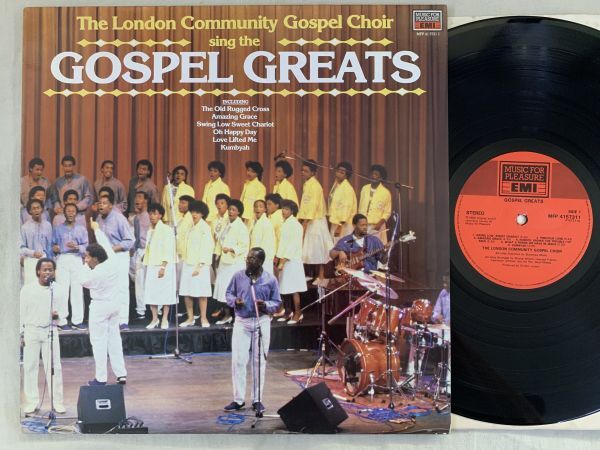 The London Community Gospel Choir
sing the
GOSPEL GREATS
INCLUDING
The Old Rugged Cross
Amazing Grace
Swing Low Sweet Chariot
Oh Happy Day
Love Lifted Me
Kumbyah
MUSIC FOR
PLEASURE
EMI
MUSIC FOR
PLEASURE
EMI
GOSPEL GREATS
STEREO
SIDE 1
MFP 4157311
THE LONDON COMMUNITY GOSPEL CHOIR